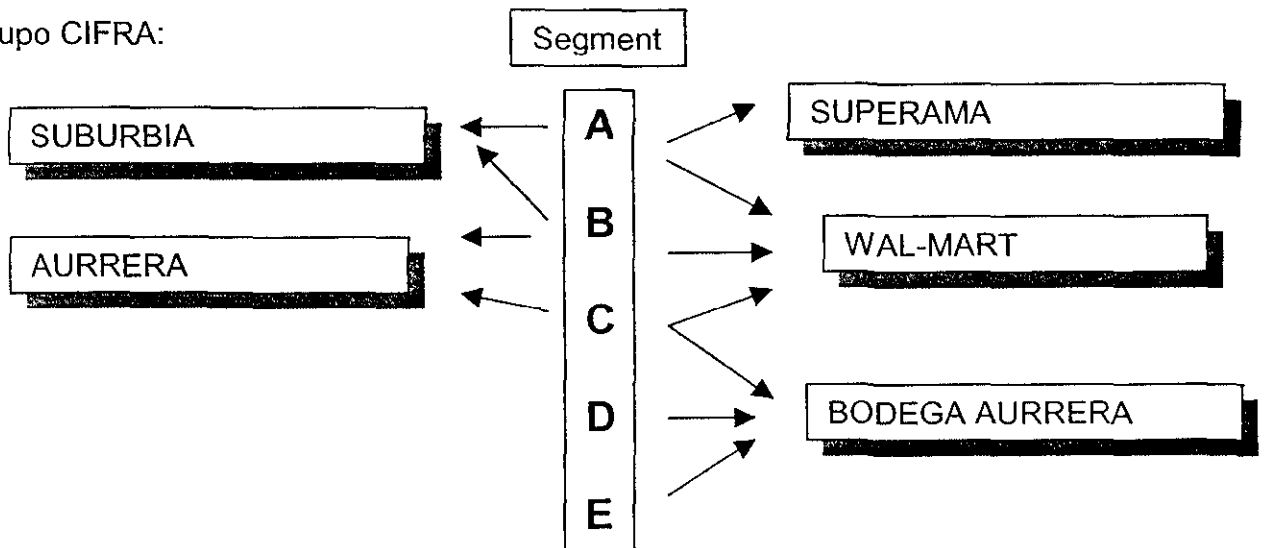 upo CIFRA:
Segment
SUBURBIA
AURRERA
A
B
C
D
E
SUPERAMA
WAL-MART
BODEGA AURRERA